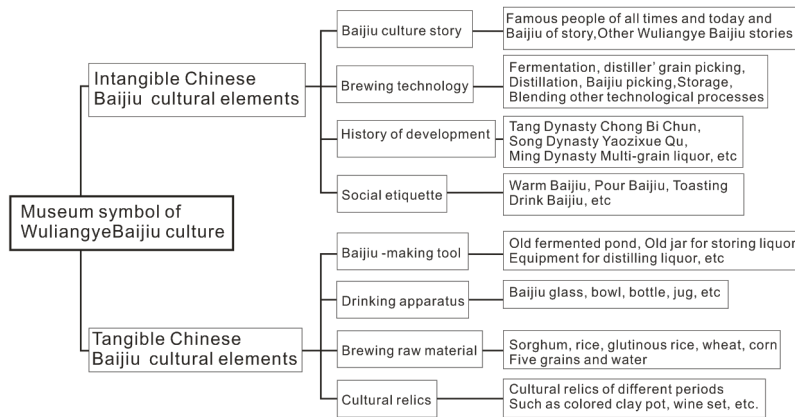 Museum symbol of
WuliangyeBaijiu culture
Intangible Chinese
Baijiu cultural elements
Baijiu culture story
Famous people of all times and today and
Baijiu of story,Other Wuliangye Baijiu stories
Brewing technology
Fermentation, distiller' grain picking,
Distillation, Baijiu picking,Storage,
Blending other technological processes
History of development
Tang Dynasty Chong Bi Chun,
Song Dynasty Yaozixue Qu,
Ming Dynasty Multi-grain liquor, etc
Social etiquette
Warm Baijiu, Pour Baijiu, Toasting
Drink Baijiu, etc
Tangible Chinese
Baijiu cultural elements
Baijiu -making tool
Old fermented pond, Old jar for storing liquor
Equipment for distilling liquor, etc
Drinking apparatus
Baijiu glass, bowl, bottle, jug, etc
Brewing raw material
Sorghum, rice, glutinous rice, wheat, corn
Five grains and water
Cultural relics
Cultural relics of different periods
Such as colored clay pot, wine set, etc.